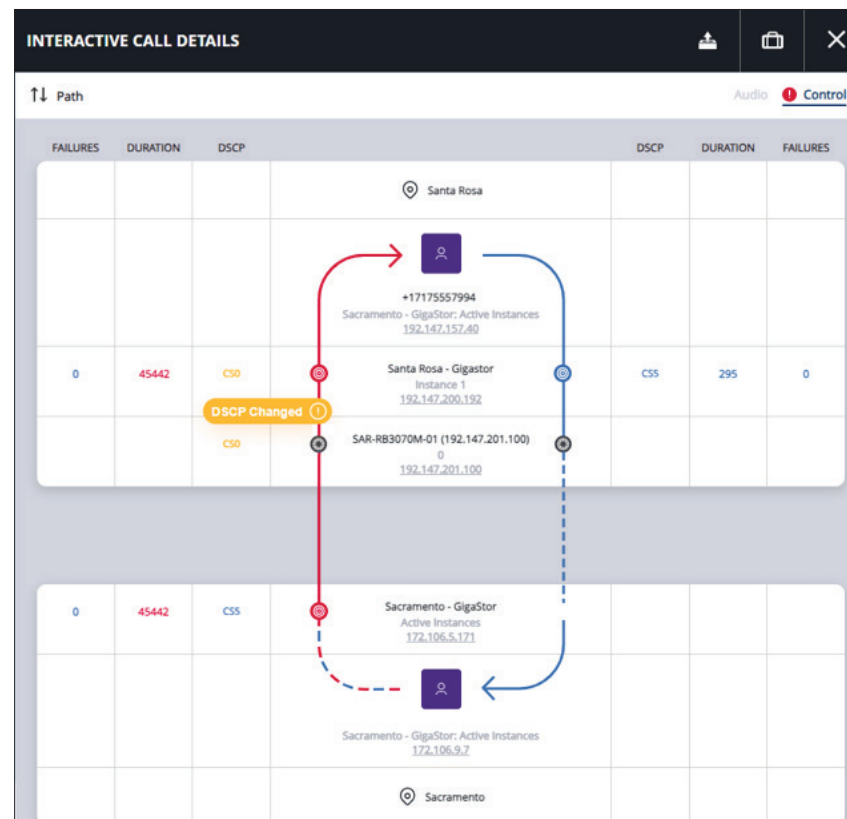 INTERACTIVE CALL DETAILS
Path
Audio
Control
FAILURES DURATION DSCP DSCP DURATION FAILURES
Santa Rosa
+17175557994
Sacramento - GigaStor: Active Instances
192.147.157.40
0 45442 CS0 Santa Rosa - Gigastor CS5 295 0
Instance 1
192.147.200.192
DSCP Changed
CS0 SAR-RB3070M-01 (192.147.201.100)
0
192.147.201.100
0 45442 CS5 Sacramento - GigaStor
Active Instances
172.106.5.171
Sacramento - GigaStor: Active Instances
172.106.9.7
Sacramento